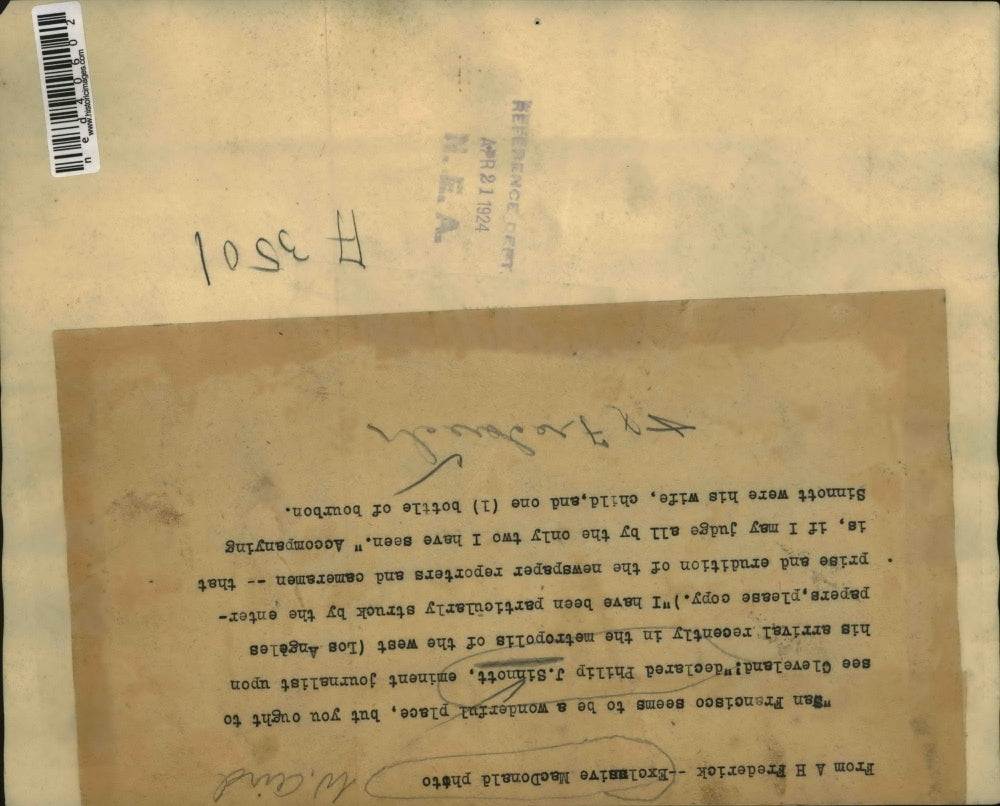 From A H Frederick --Exclusive MacDonald photo
"San Francisco seems to be a wonderful place, but you ought to
see Cleveland!"declared Philip J.Sinnott, eminent journalist upon
his arrival recently in the metropolis of the west (Los Angeles
papers,please copy.)"I have been particularly struck by the enter-
prise and erudition of the newspaper reporters and cameramen -- that
is, if I may judge all by the only two I have seen." Accompanying
Sinnott were his wife, child,and one (1) bottle of bourbon.
Frederick
3501
REFERENCE DEPT.
APR 21 1924
N. E. A.
www.historicimages.com